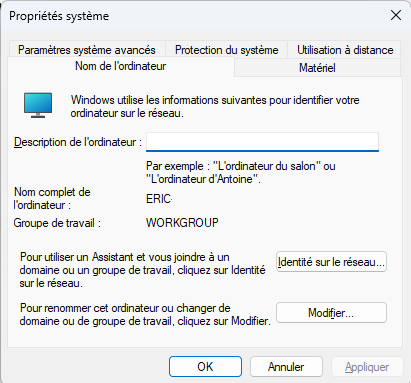 Propriétés système
Paramètres système avancés Protection du système Utilisation à distance
Nom de l'ordinateur Matériel
Windows utilise les informations suivantes pour identifier votre
ordinateur sur le réseau.
Description de l'ordinateur :
Par exemple : "L'ordinateur du salon" ou
"L'ordinateur d'Antoine".
Nom complet de
l'ordinateur :
ERIC
Groupe de travail : WORKGROUP
Pour utiliser un Assistant et vous joindre à
un domaine ou un groupe de travail, cliquez sur Identité
sur le réseau.
Identité sur le réseau...
Pour renommer cet ordinateur ou changer de
domaine ou de groupe de travail, cliquez sur Modifier.
Modifier...
OK Annuler Appliquer